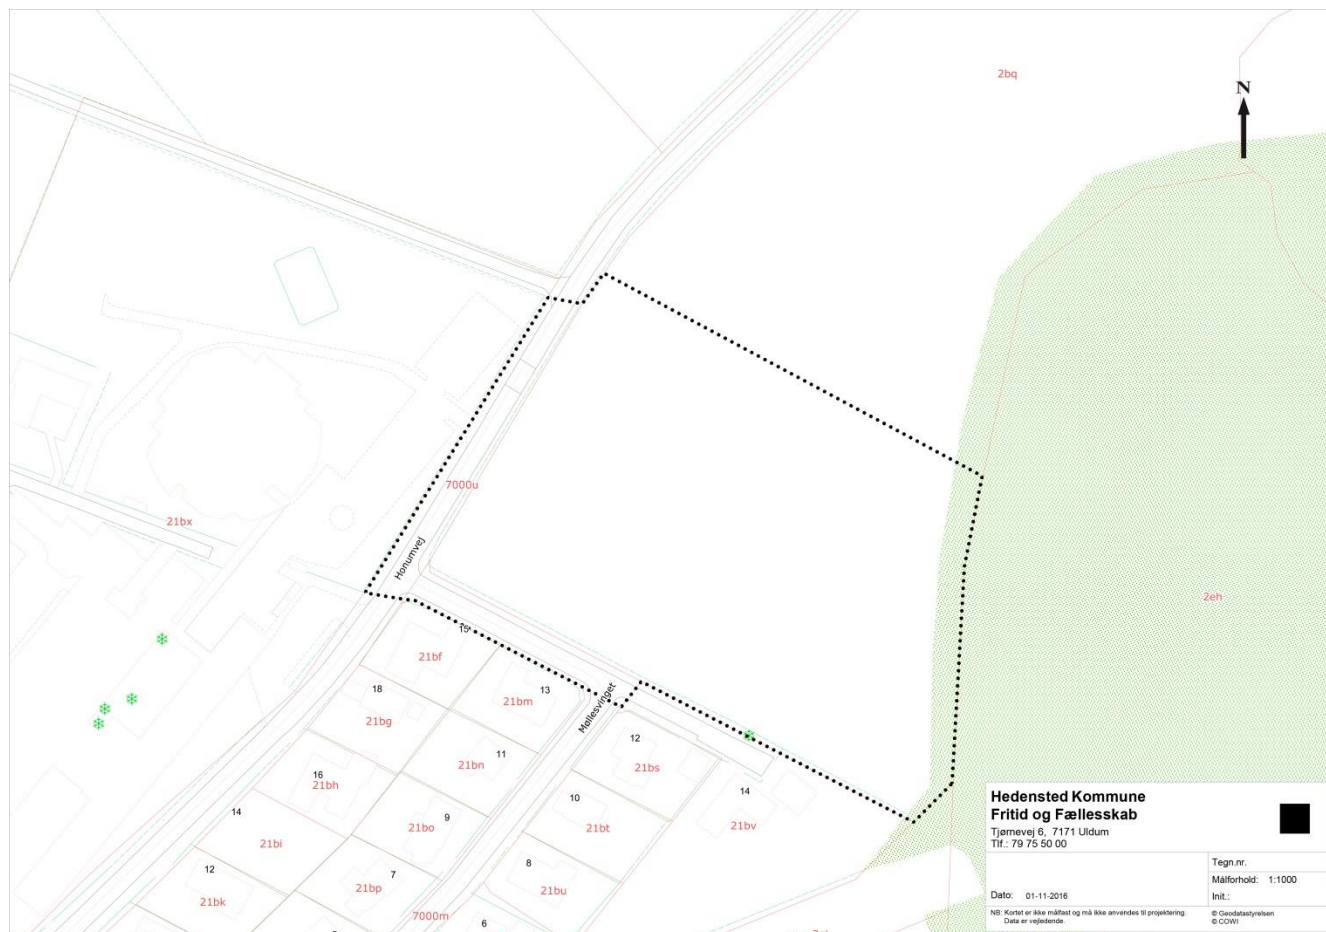 2bq
N
7000u
21bx
Honumvej
2eh
15
21bf
18
21bg
13
21bm
Møllesvinget
11
21bn
12
21bs
16
21bh
14
21bi
9
21bo
10
21bt
14
21bv
12
21bk
7
21bp
8
21bu
7000m
6
Hedensted Kommune
Fritid og Fællesskab
Tjørnevej 6, 7171 Uldum
Tlf.: 79 75 50 00
Tegn.nr.
Målforhold: 1:1000
Dato: 01-11-2016
Init.:
NB: Kortet er ikke målfast og må ikke anvendes til projektering.
Data er vejledende.
© Geodatastyrelsen
© COWI